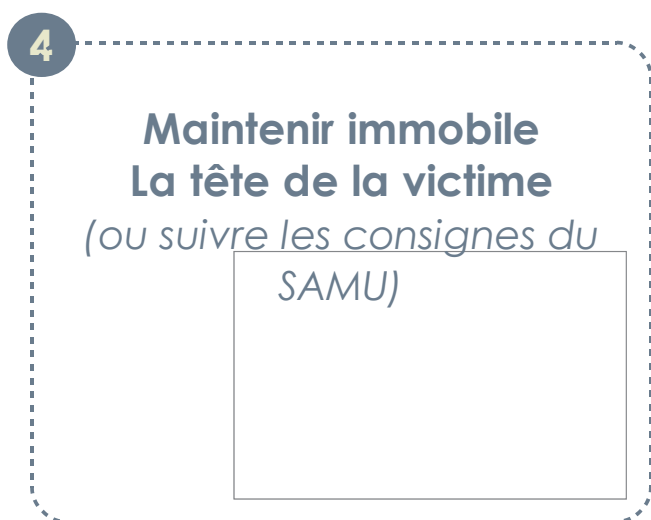 4
Maintenir immobile
La tête de la victime
(ou suivre les consignes du
SAMU)